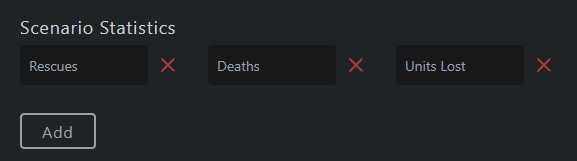 Scenario Statistics
Rescues Deaths Units Lost
Add